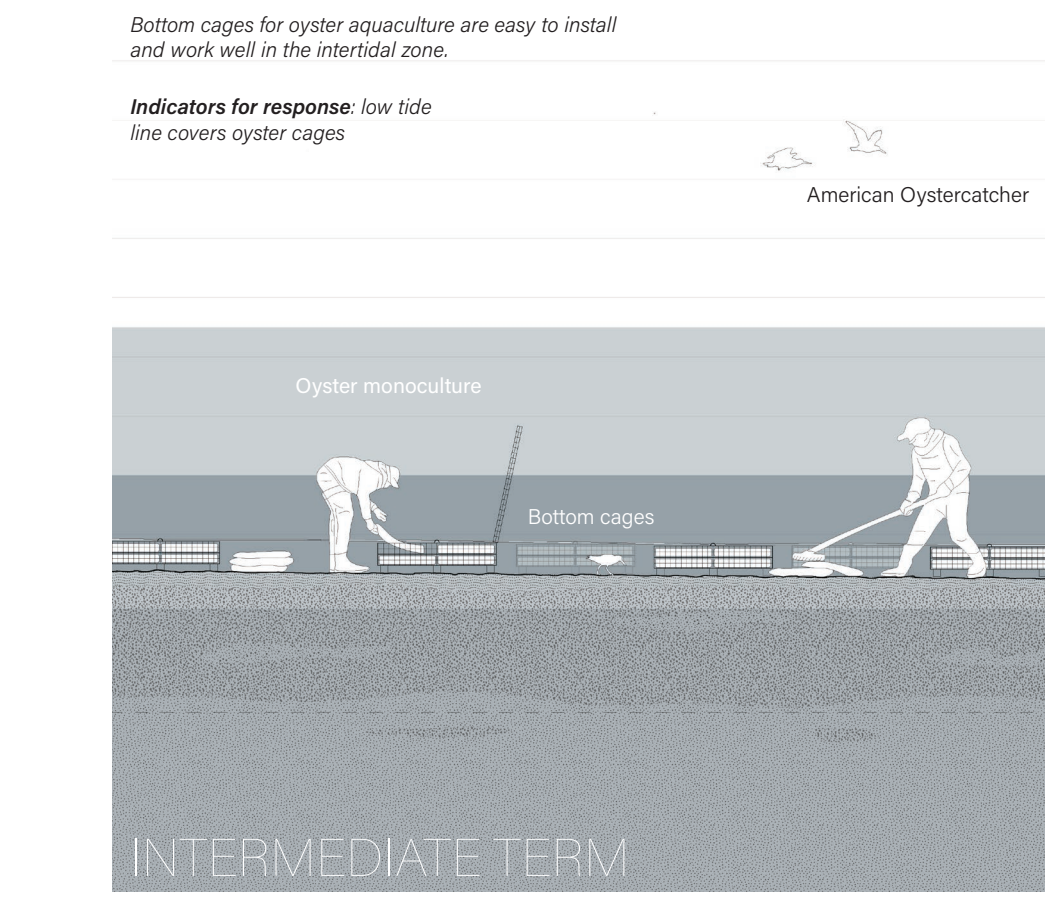 Bottom cages for oyster aquaculture are easy to install
and work well in the intertidal zone.
Indicators for response: low tide
line covers oyster cages
American Oystercatcher
Oyster monoculture
Bottom cages
INTERMEDIATE TERM